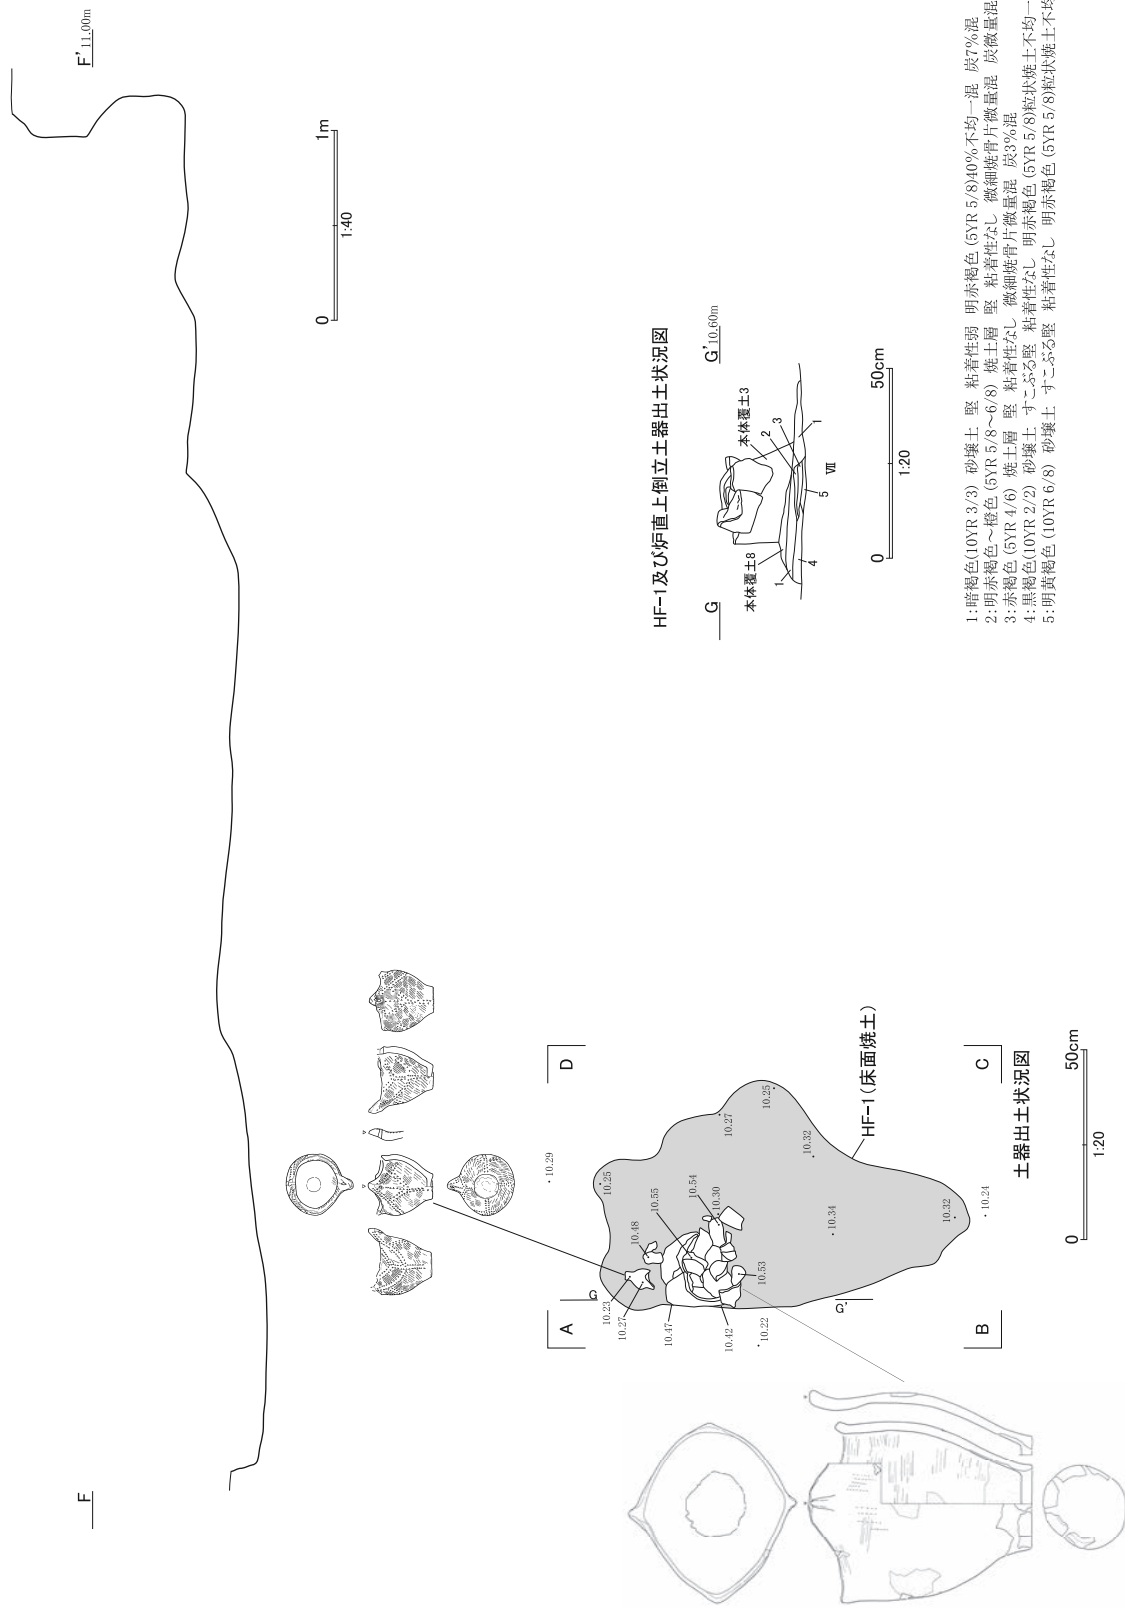 F
F' 11.00m
0
1m
1:40
HF-1及び炉直上倒立土器出土状況図
G
G' 10.60m
本体覆土3
本体覆土8
2
3
1
1
4
5
Ⅶ
0
50cm
1:20
1:暗褐色(10YR 3/3) 砂壌土 堅 粘着性弱 明赤褐色 (5YR 5/8)40%不均一混 炭7%混
2:明赤褐色～橙色 (5YR 5/8～6/8) 焼土層 堅 粘着性なし 微細焼骨片微量混 炭微量混
3:赤褐色 (5YR 4/6) 焼土層 堅 粘着性なし 微細焼骨片微量混 炭3%混
4:黒褐色(10YR 2/2) 砂壌土 すこぶる堅 粘着性なし 明赤褐色 (5YR 5/8)粒状焼土不均一
5:明黄褐色 (10YR 6/8) 砂壌土 すこぶる堅 粘着性なし 明赤褐色 (5YR 5/8)粒状焼土不均
A
D
B
C
G
G'
10.29
10.25
10.27
10.25
10.32
10.48
10.55
10.54
10.30
10.34
10.32
10.24
10.23
10.27
10.47
10.42
10.53
10.22
HF-1(床面焼土)
土器出土状況図
0
50cm
1:20